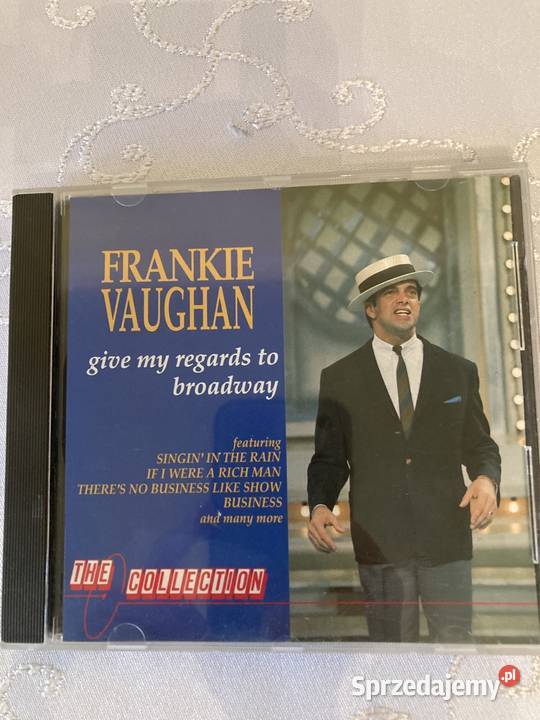 FRANKIE
VAUGHAN
give my regards to
broadway
featuring
SINGIN' IN THE RAIN
IF I WERE A RICH MAN
THERE'S NO BUSINESS LIKE SHOW
BUSINESS
and many more
THE COLLECTION
Sprzedajemy.pl